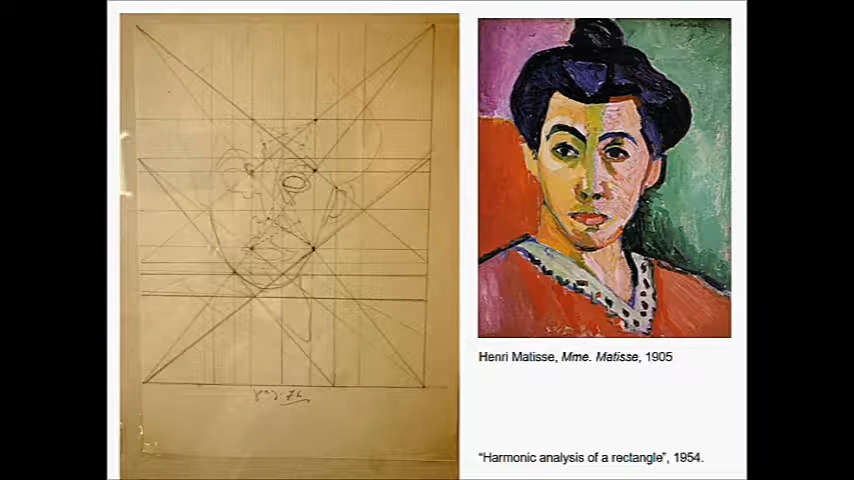 Henri Matisse, Mme. Matisse, 1905
“Harmonic analysis of a rectangle”, 1954.